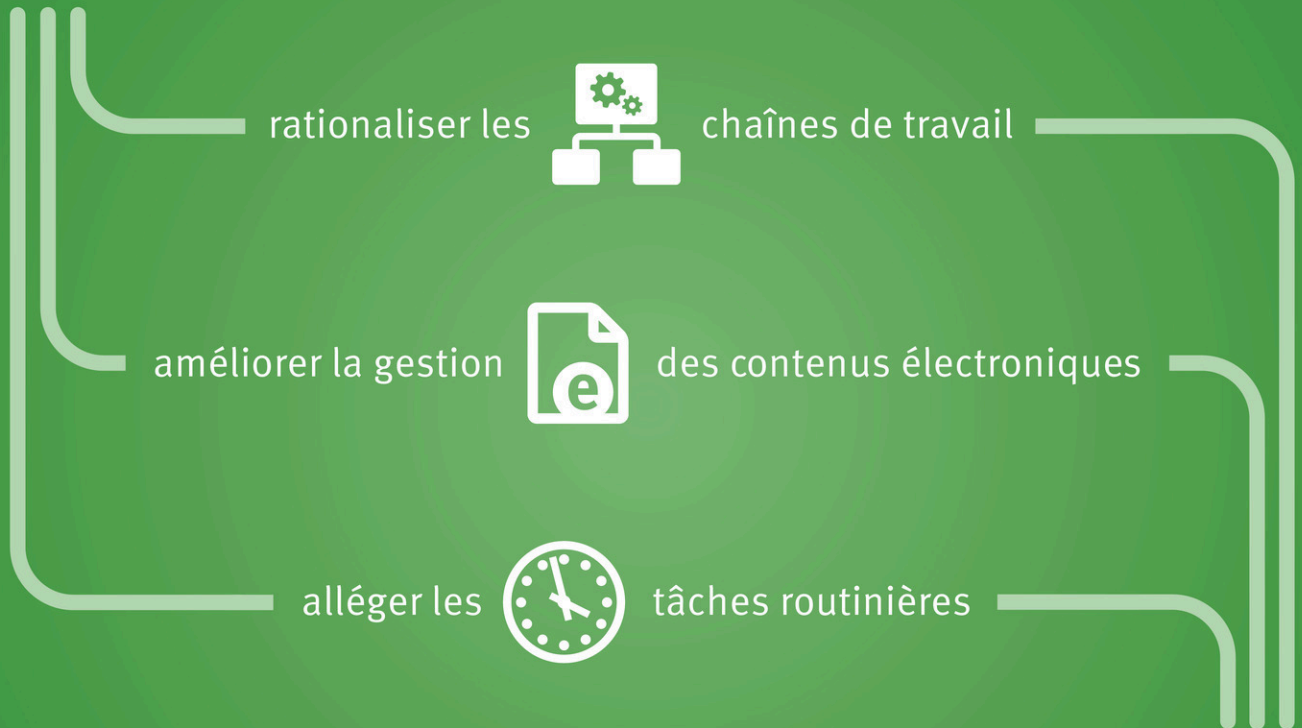 rationaliser les chaînes de travail
améliorer la gestion e des contenus électroniques
alléger les tâches routinières